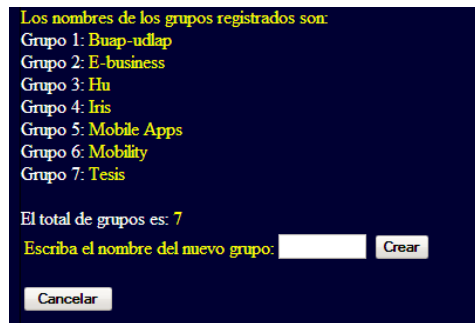 Los nombres de los grupos registrados son:
Grupo 1: Buap-udlap
Grupo 2: E-business
Grupo 3: Hu
Grupo 4: Iris
Grupo 5: Mobile Apps
Grupo 6: Mobility
Grupo 7: Tesis
El total de grupos es: 7
Escriba el nombre del nuevo grupo: Crear
Cancelar